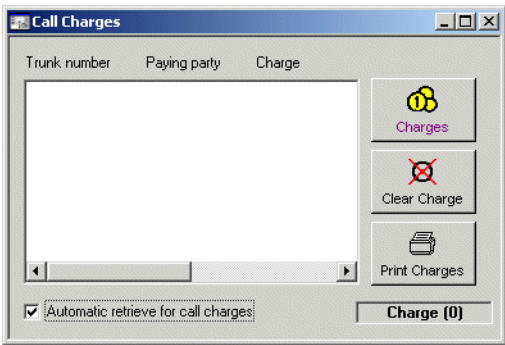 Call Charges
Trunk number Paying party Charge
1
Charges
Clear Charge
Print Charges
Automatic retrieve for call charges
Charge (0)